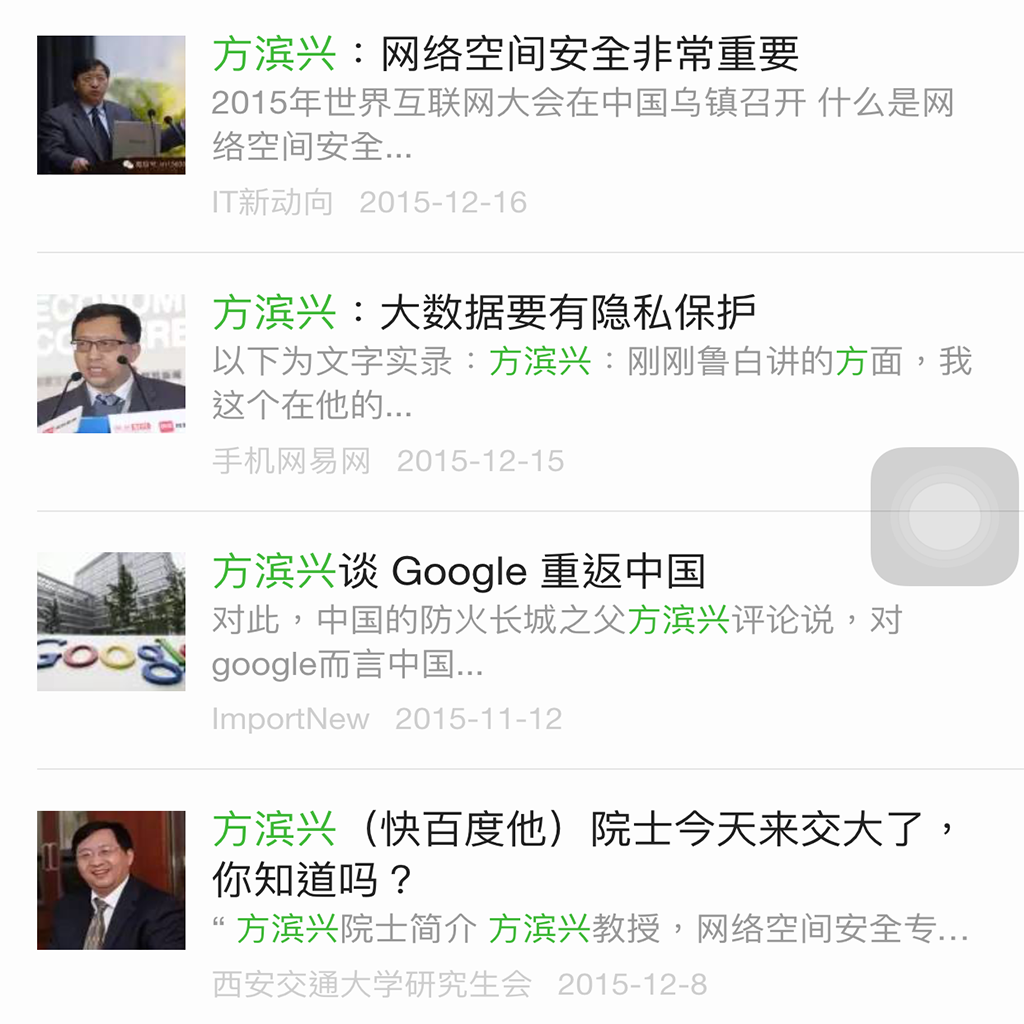 方滨兴：网络空间安全非常重要
2015年世界互联网大会在中国乌镇召开 什么是网
络空间安全...
IT新动向 2015-12-16
方滨兴：大数据要有隐私保护
以下为文字实录：方滨兴：刚刚鲁白讲的方面，我
这个在他的...
手机网易网 2015-12-15
方滨兴谈 Google 重返中国
对此，中国的防火长城之父方滨兴评论说，对
google而言中国...
ImportNew 2015-11-12
方滨兴（快百度他）院士今天来交大了，
你知道吗？
“ 方滨兴院士简介 方滨兴教授，网络空间安全专...
西安交通大学研究生会 2015-12-8